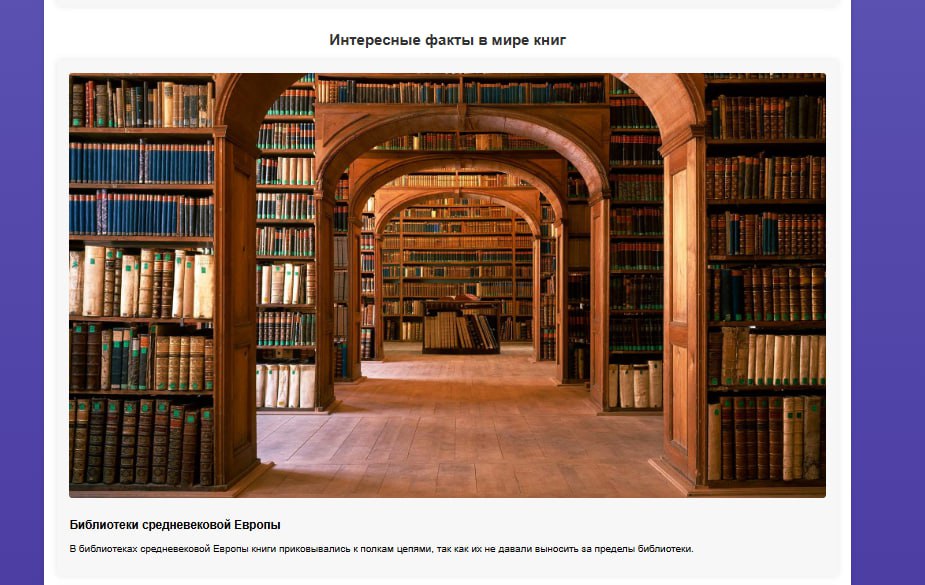 Интересные факты в мире книг
Библиотеки средневековой Европы
В библиотеках средневековой Европы книги приковывались к полкам цепями, так как их не давали выносить за пределы библиотеки.